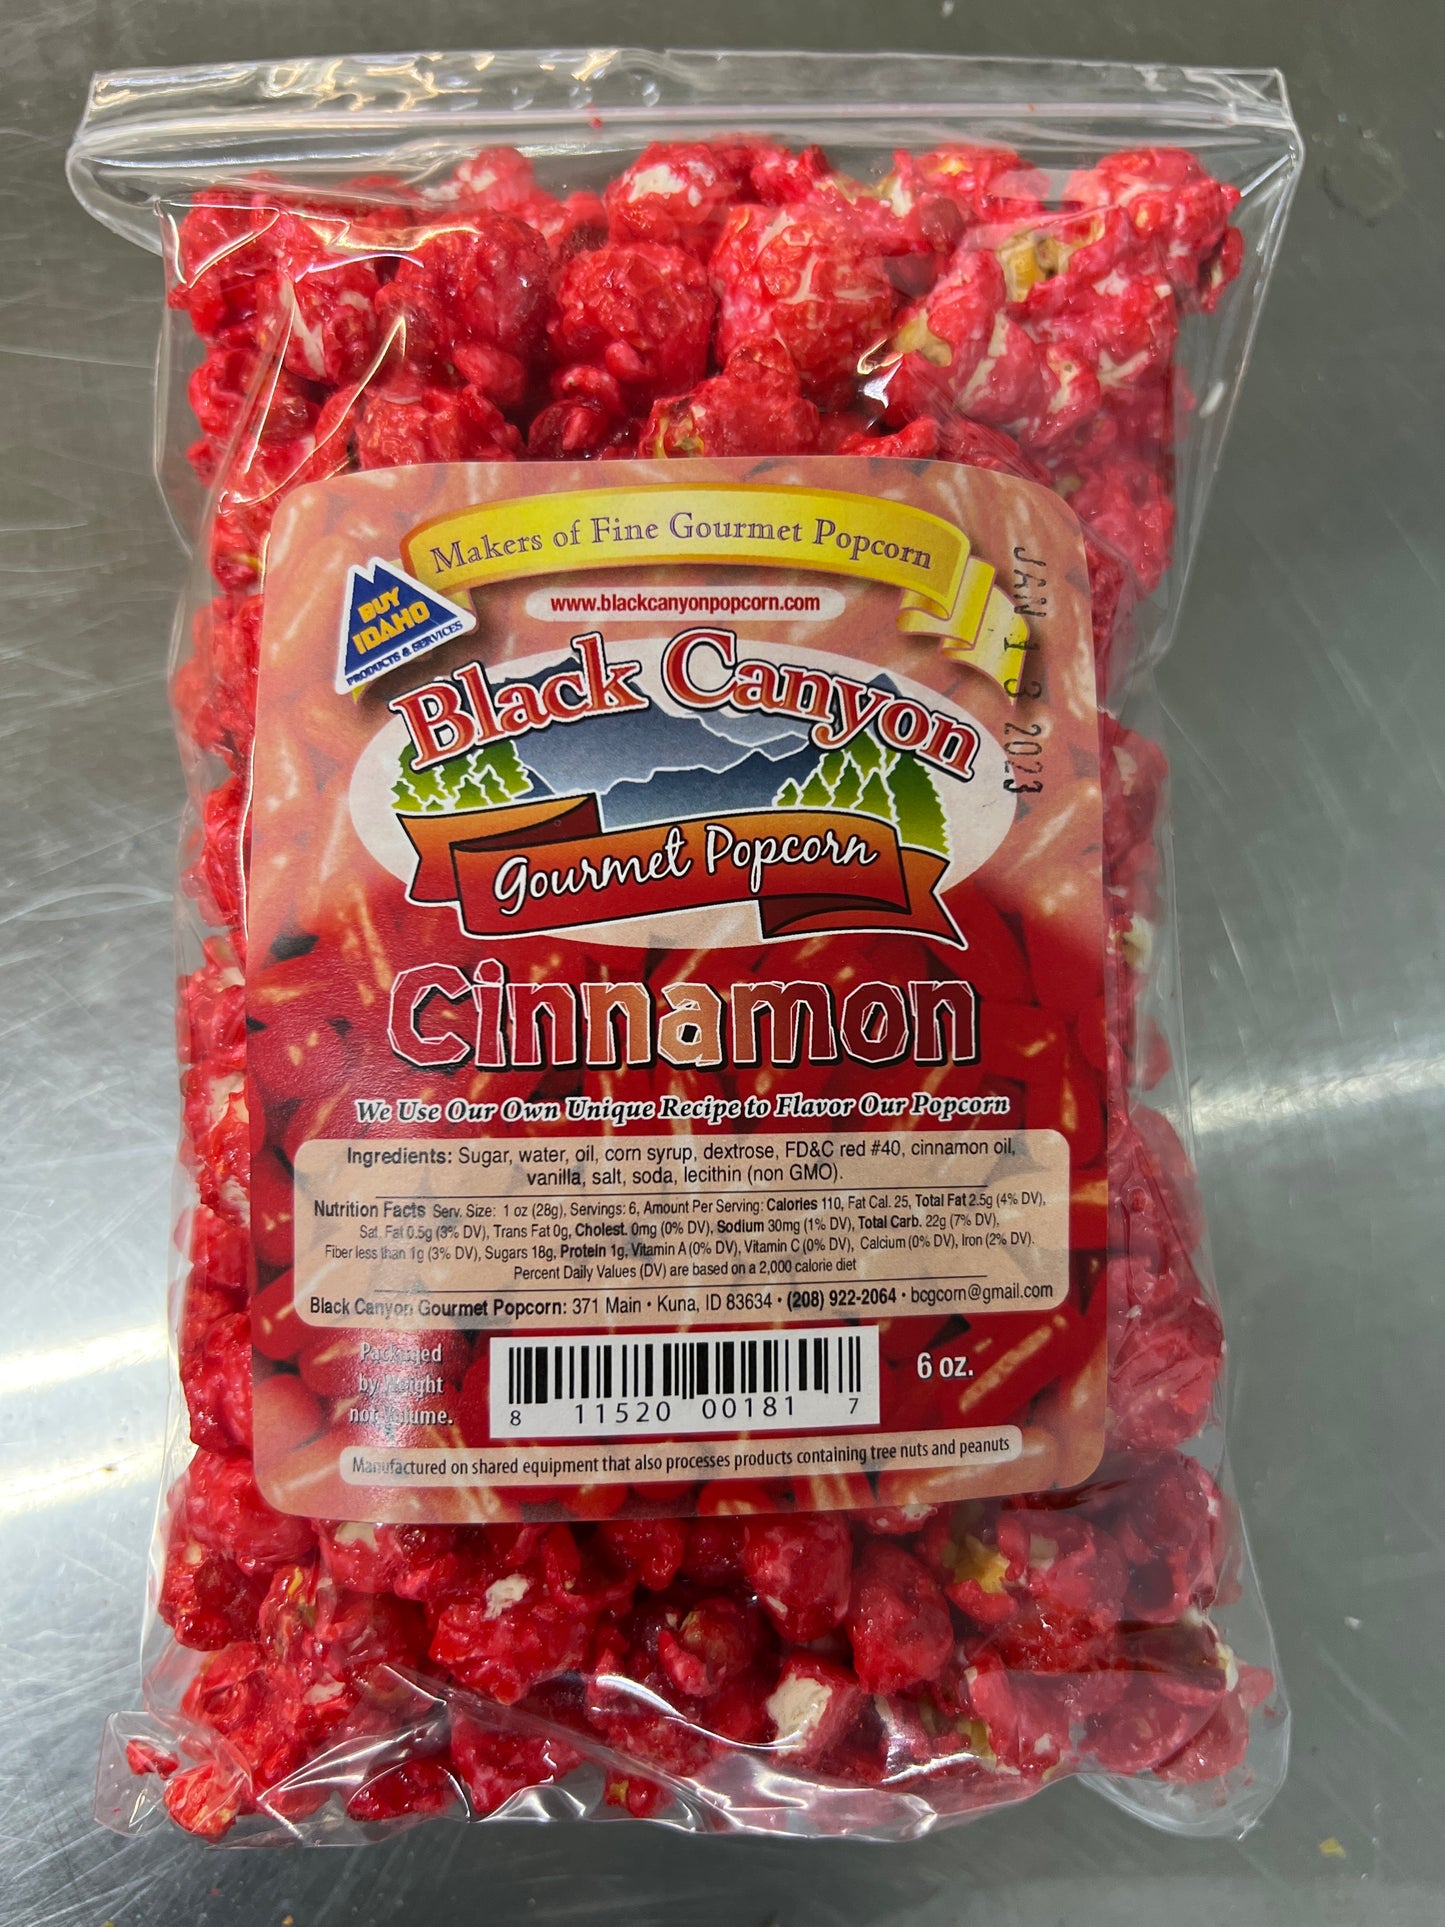 Makers of Fine Gourmet Popcorn
www.blackcanyonpopcorn.com
BUY
IDAHO
PRODUCTS & SERVICES
JAN 13 2023
Black Canyon
Gourmet Popcorn
Cinnamon
We Use Our Own Unique Recipe to Flavor Our Popcorn
Ingredients: Sugar, water, oil, corn syrup, dextrose, FD&C red #40, cinnamon oil,
vanilla, salt, soda, lecithin (non GMO).
Nutrition Facts Serv. Size: 1 oz (28g), Servings: 6, Amount Per Serving: Calories 110, Fat Cal. 25, Total Fat 2.5g (4% DV),
Sat. Fat 0.5g (3% DV), Trans Fat 0g, Cholest. 0mg (0% DV), Sodium 30mg (1% DV), Total Carb. 22g (7% DV),
Fiber less than 1g (3% DV), Sugars 18g, Protein 1g, Vitamin A (0% DV), Vitamin C (0% DV), Calcium (0% DV), Iron (2% DV).
Percent Daily Values (DV) are based on a 2,000 calorie diet
Black Canyon Gourmet Popcorn: 371 Main • Kuna, ID 83634 • (208) 922-2064 • bcgcorn@gmail.com
Packaged
by Weight
not Volume.
8 11520 00181 7
6 oz.
Manufactured on shared equipment that also processes products containing tree nuts and peanuts